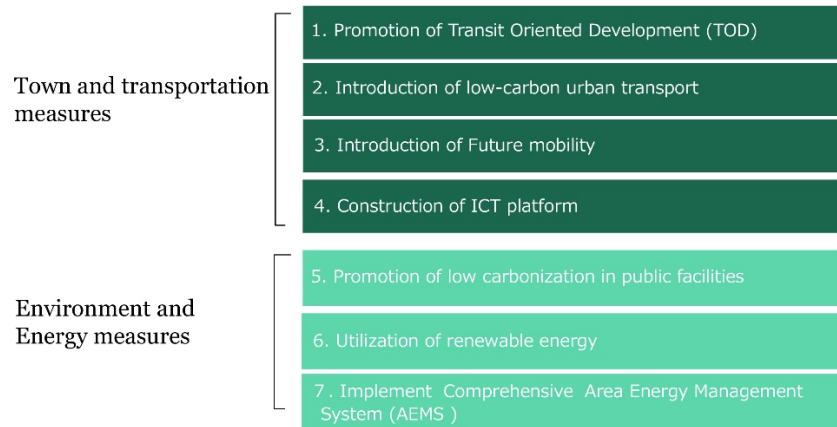 Town and transportation
measures
1. Promotion of Transit Oriented Development (TOD)
2. Introduction of low-carbon urban transport
3. Introduction of Future mobility
4. Construction of ICT platform
Environment and
Energy measures
5. Promotion of low carbonization in public facilities
6. Utilization of renewable energy
7. Implement Comprehensive Area Energy Management
System (AEMS )